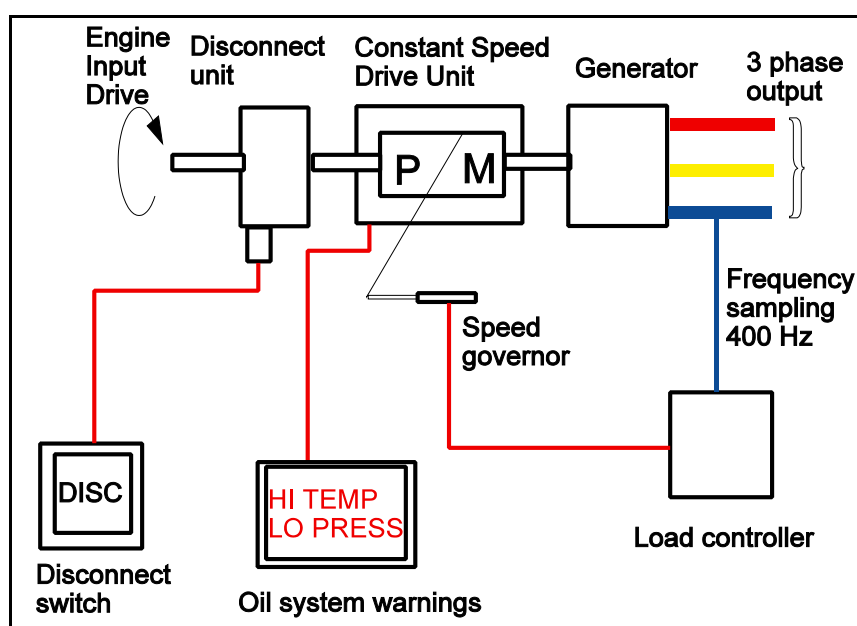 Engine
Input
Drive
Disconnect
unit
Constant Speed
Drive Unit
Generator
3 phase
output
P M
Frequency
sampling
400 Hz
Speed
governor
DISC
HI TEMP
LO PRESS
Load controller
Disconnect
switch
Oil system warnings